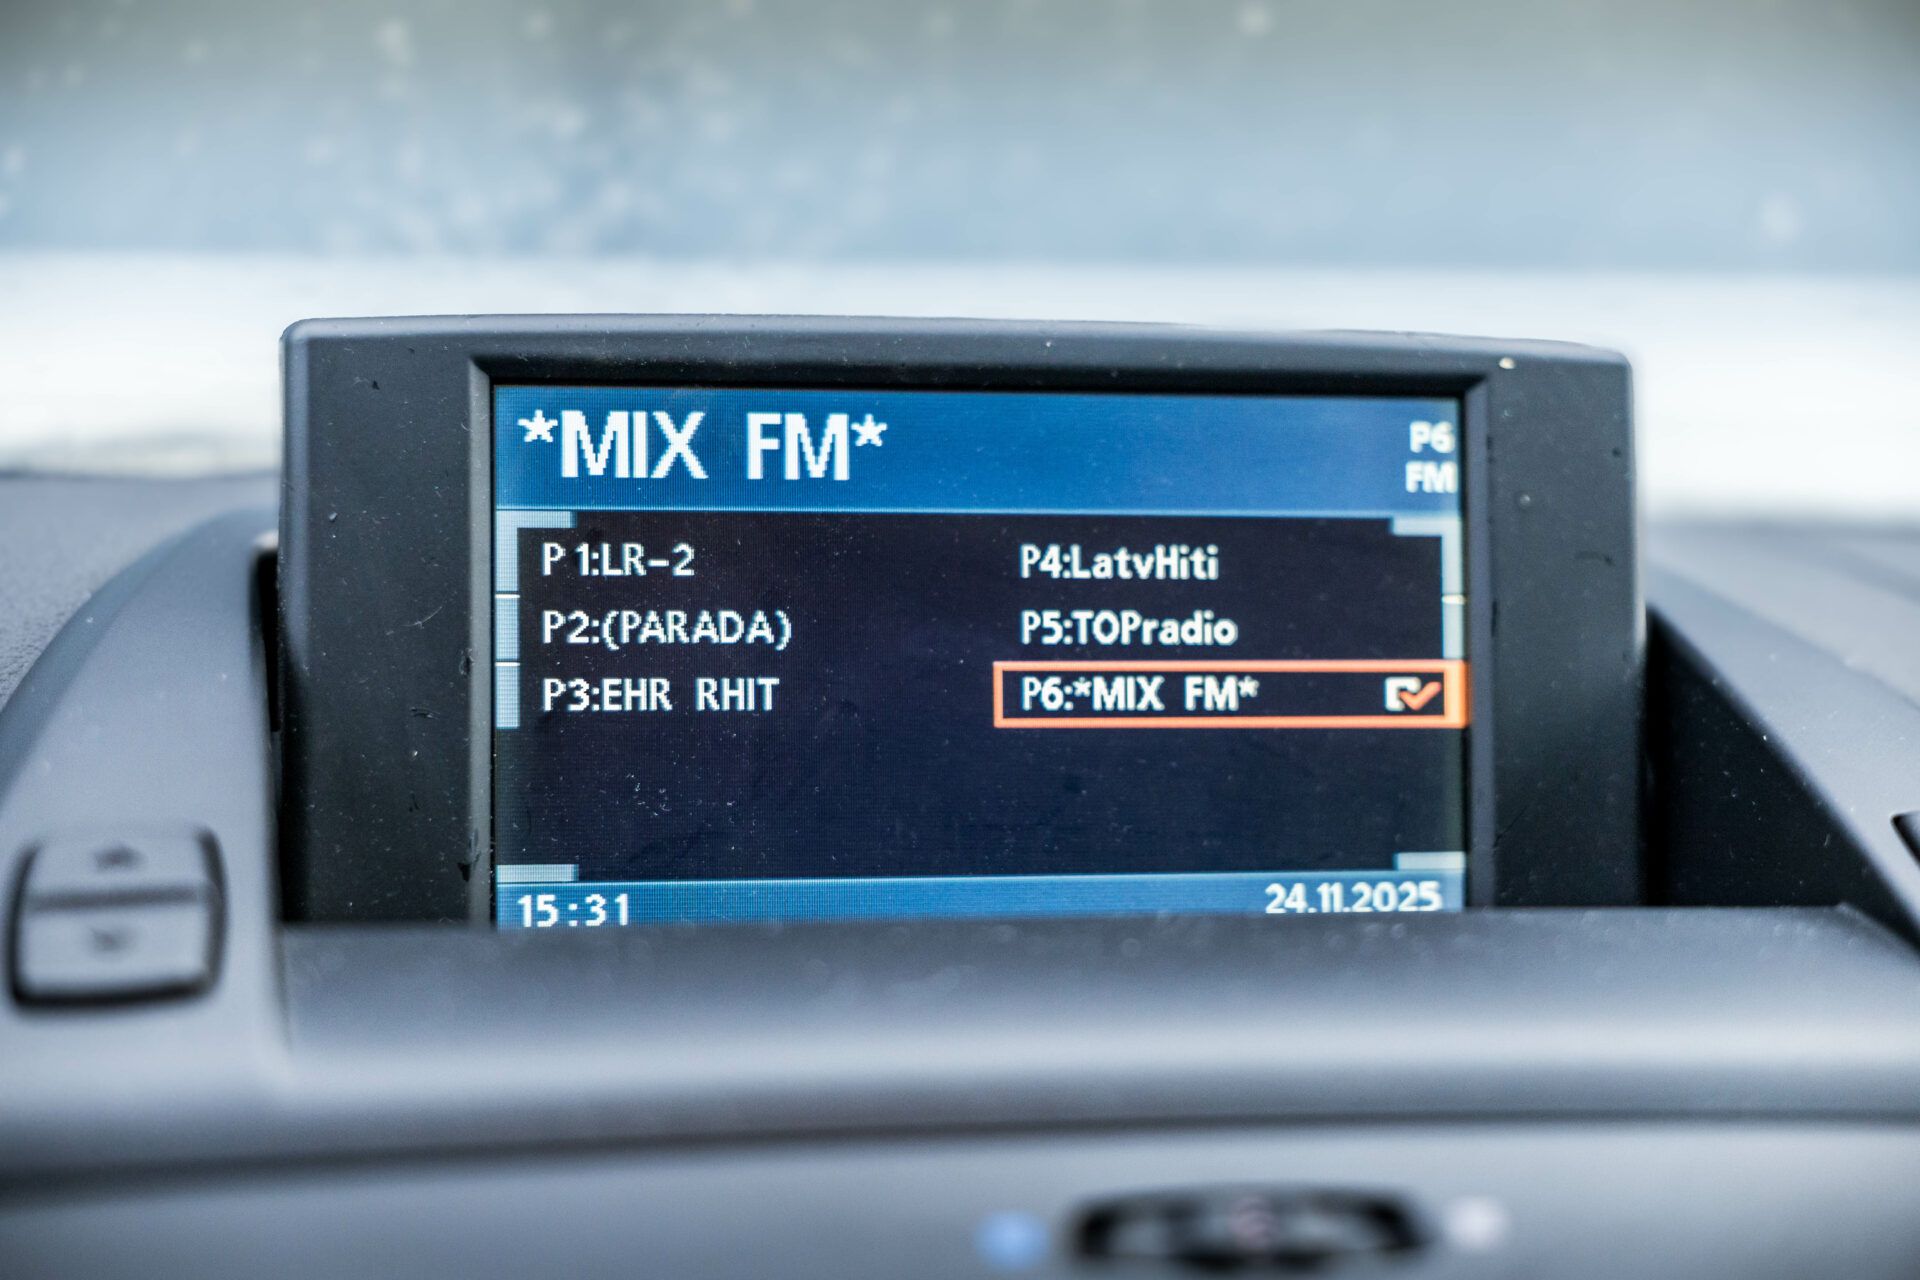 *MIX FM*
P6
FM
P1:LR-2
P2:(PARADA)
P3:EHR RHIT
P4:LatvHiti
P5:TOPradio
P6:*MIX FM*
15:31
24.11.2025